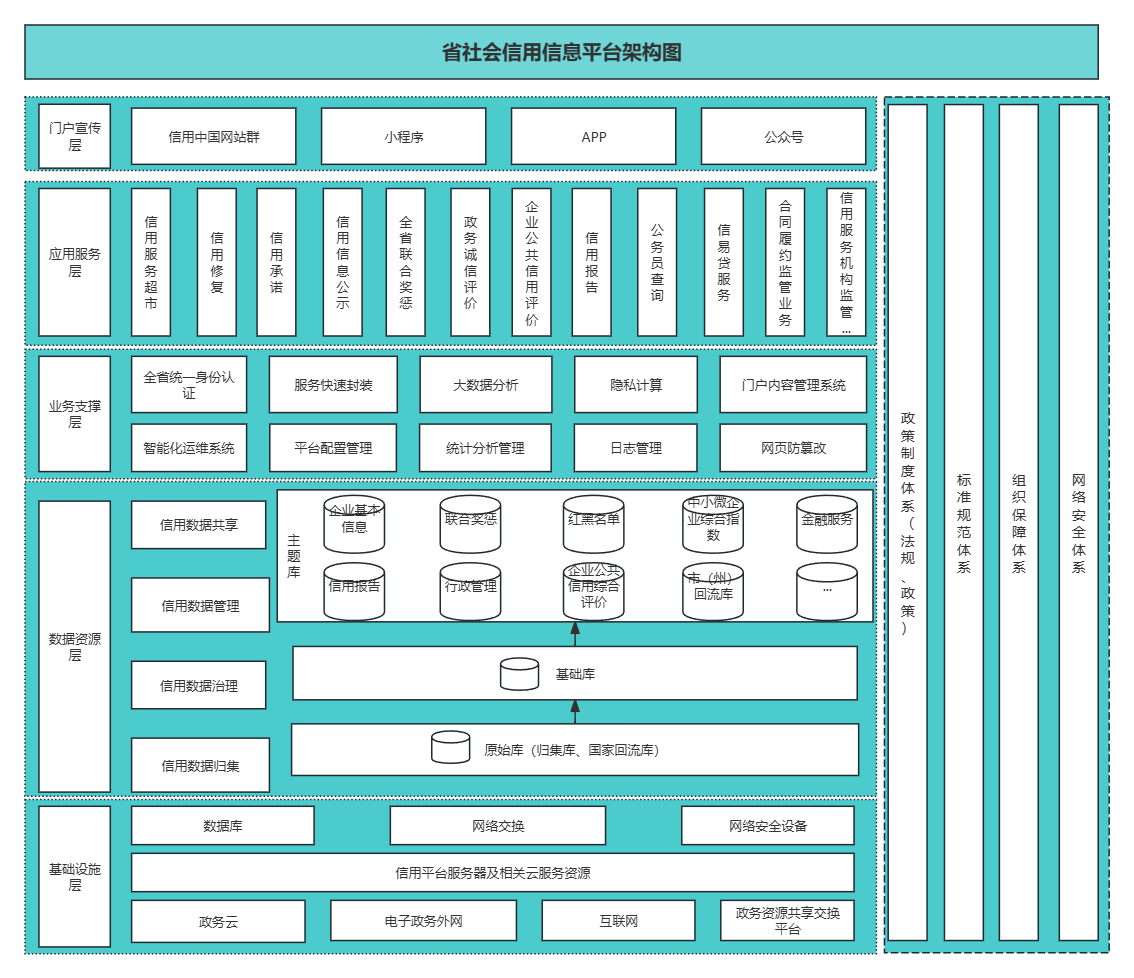 省社会信用信息平台架构图
门户宣传
层
信用中国网站群
小程序
APP
公众号
应用服务
层
信用服务超市
信用修复
信用承诺
信用信息公示
全省联合奖惩
政务诚信评价
企业公共信用评价
信用报告
公务员查询
信易贷服务
合同履约监管业务
信用服务机构监管...
业务支撑
层
全省统一身份认
证
服务快速封装
大数据分析
隐私计算
门户内容管理系统
智能化运维系统
平台配置管理
统计分析管理
日志管理
网页防篡改
数据资源
层
信用数据共享
信用数据管理
信用数据治理
信用数据归集
主题库
企业基本
信息
联合奖惩
红黑名单
中小微企
业综合指
数
金融服务
信用报告
行政管理
企业公共
信用综合
评价
市（州）
回流库
...
基础库
原始库（归集库、国家回流库）
基础设施
层
数据库
网络交换
网络安全设备
信用平台服务器及相关云服务资源
政务云
电子政务外网
互联网
政务资源共享交换
平台
政策制度体系（法规、政策）
标准规范体系
组织保障体系
网络安全体系